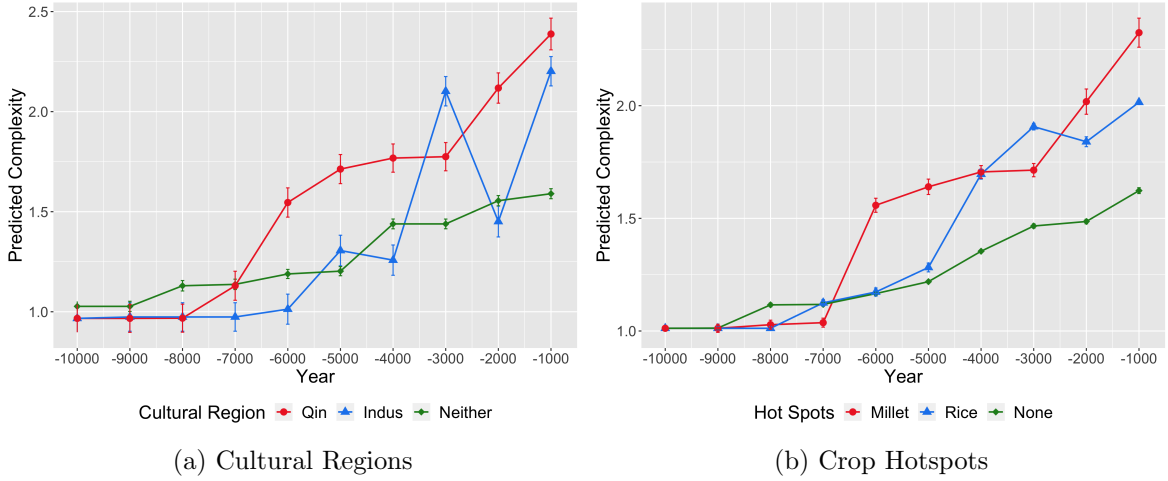 2.5
2.0
1.5
1.0
Predicted Complexity
-10000 -9000 -8000 -7000 -6000 -5000 -4000 -3000 -2000 -1000
Year
Cultural Region Qin Indus Neither
(a) Cultural Regions
2.0
1.5
1.0
Predicted Complexity
-10000 -9000 -8000 -7000 -6000 -5000 -4000 -3000 -2000 -1000
Year
Hot Spots Millet Rice None
(b) Crop Hotspots